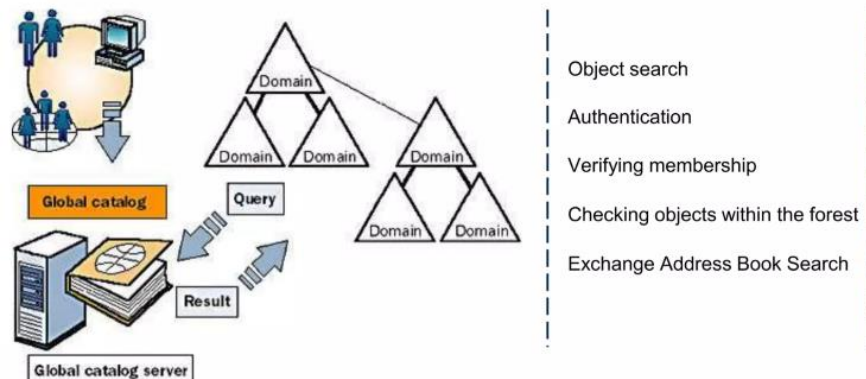 Domain
Domain
Domain
Domain
Domain
Domain
Global catalog
Query
Result
Global catalog server
Object search
Authentication
Verifying membership
Checking objects within the forest
Exchange Address Book Search